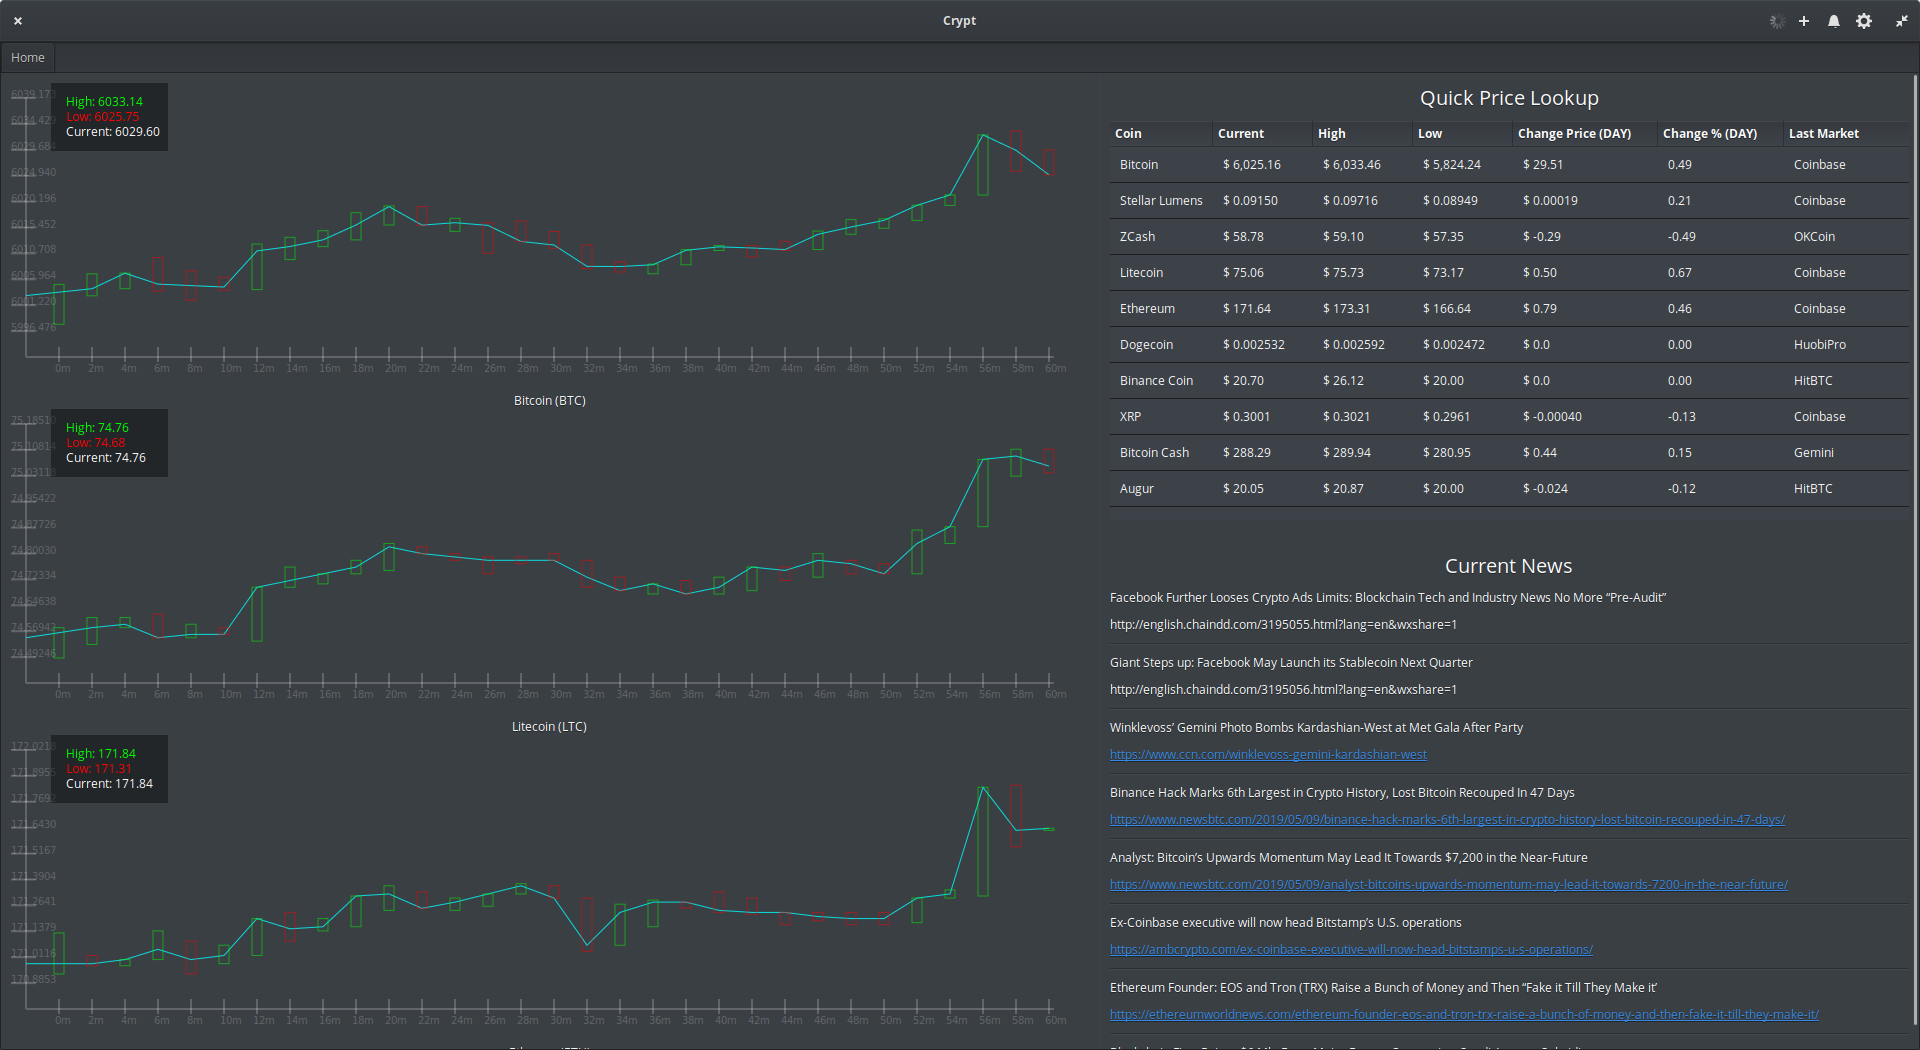 Crypt
Home
6039.173
6034.429
6029.684
6024.940
6020.196
6015.452
6010.708
6005.964
6001.220
5996.476
High: 6033.14
Low: 6025.75
Current: 6029.60
0m 2m 4m 6m 8m 10m 12m 14m 16m 18m 20m 22m 24m 26m 28m 30m 32m 34m 36m 38m 40m 42m 44m 46m 48m 50m 52m 54m 56m 58m 60m
Bitcoin (BTC)
75.18510
75.10814
75.03118
74.95422
74.87726
74.80030
74.72334
74.64638
74.56942
74.49246
High: 74.76
Low: 74.68
Current: 74.76
0m 2m 4m 6m 8m 10m 12m 14m 16m 18m 20m 22m 24m 26m 28m 30m 32m 34m 36m 38m 40m 42m 44m 46m 48m 50m 52m 54m 56m 58m 60m
Litecoin (LTC)
172.0218
171.8955
171.7692
171.6430
171.5167
171.3904
171.2641
171.1379
171.0116
170.8853
High: 171.84
Low: 171.31
Current: 171.84
0m 2m 4m 6m 8m 10m 12m 14m 16m 18m 20m 22m 24m 26m 28m 30m 32m 34m 36m 38m 40m 42m 44m 46m 48m 50m 52m 54m 56m 58m 60m
Quick Price Lookup
Coin Current High Low Change Price (DAY) Change % (DAY) Last Market
Bitcoin $ 6,025.16 $ 6,033.46 $ 5,824.24 $ 29.51 0.49 Coinbase
Stellar Lumens $ 0.09150 $ 0.09716 $ 0.08949 $ 0.00019 0.21 Coinbase
ZCash $ 58.78 $ 59.10 $ 57.35 $ -0.29 -0.49 OKCoin
Litecoin $ 75.06 $ 75.73 $ 73.17 $ 0.50 0.67 Coinbase
Ethereum $ 171.64 $ 173.31 $ 166.64 $ 0.79 0.46 Coinbase
Dogecoin $ 0.002532 $ 0.002592 $ 0.002472 $ 0.0 0.00 HuobiPro
Binance Coin $ 20.70 $ 26.12 $ 20.00 $ 0.0 0.00 HitBTC
XRP $ 0.3001 $ 0.3021 $ 0.2961 $ -0.00040 -0.13 Coinbase
Bitcoin Cash $ 288.29 $ 289.94 $ 280.95 $ 0.44 0.15 Gemini
Augur $ 20.05 $ 20.87 $ 20.00 $ -0.024 -0.12 HitBTC
Current News
Facebook Further Looses Crypto Ads Limits: Blockchain Tech and Industry News No More “Pre-Audit”
http://english.chaindd.com/3195055.html?lang=en&wxshare=1
Giant Steps up: Facebook May Launch its Stablecoin Next Quarter
http://english.chaindd.com/3195056.html?lang=en&wxshare=1
Winklevoss’ Gemini Photo Bombs Kardashian-West at Met Gala After Party
https://www.ccn.com/winklevoss-gemini-kardashian-west
Binance Hack Marks 6th Largest in Crypto History, Lost Bitcoin Recouped In 47 Days
https://www.newsbtc.com/2019/05/09/binance-hack-marks-6th-largest-in-crypto-history-lost-bitcoin-recouped-in-47-days/
Analyst: Bitcoin’s Upwards Momentum May Lead It Towards $7,200 in the Near-Future
https://www.newsbtc.com/2019/05/09/analyst-bitcoins-upwards-momentum-may-lead-it-towards-7200-in-the-near-future/
Ex-Coinbase executive will now head Bitstamp’s U.S. operations
https://ambcrypto.com/ex-coinbase-executive-will-now-head-bitstamps-u-s-operations/
Ethereum Founder: EOS and Tron (TRX) Raise a Bunch of Money and Then “Fake it Till They Make it’
https://ethereumworldnews.com/ethereum-founder-eos-and-tron-trx-raise-a-bunch-of-money-and-then-fake-it-till-they-make-it/